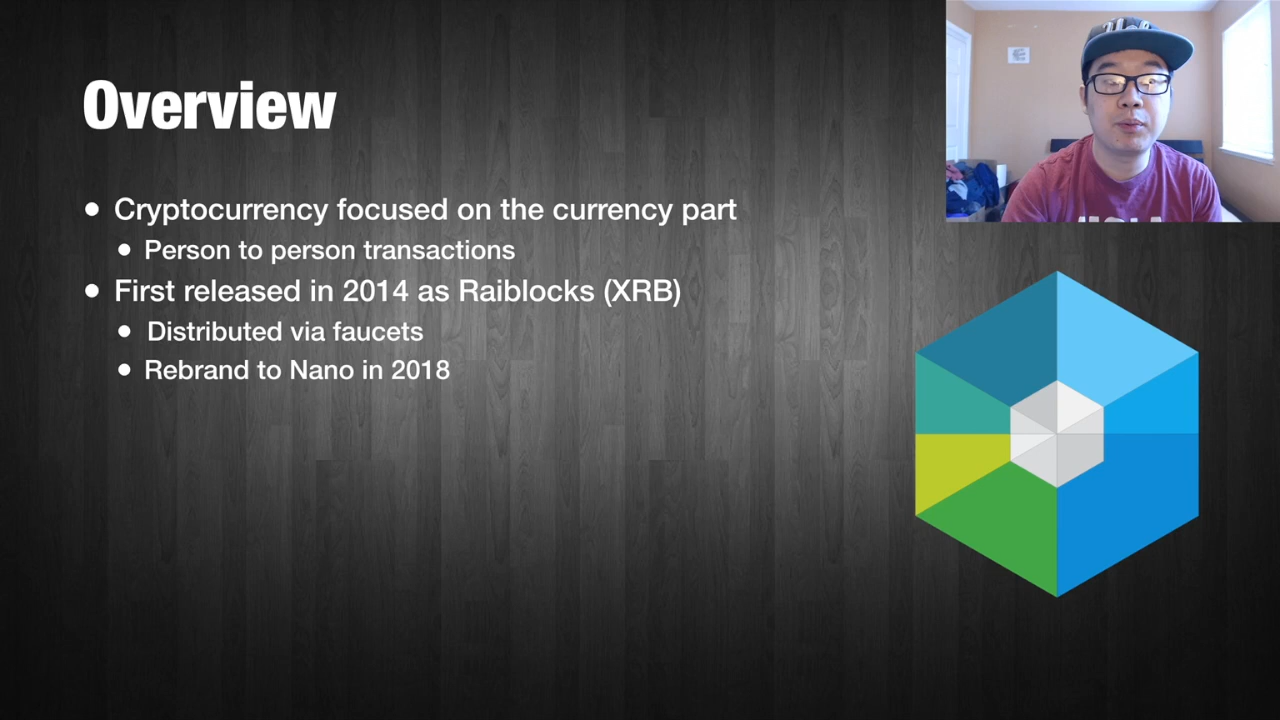 Overview
Cryptocurrency focused on the currency part
Person to person transactions
First released in 2014 as Raiblocks (XRB)
Distributed via faucets
Rebrand to Nano in 2018